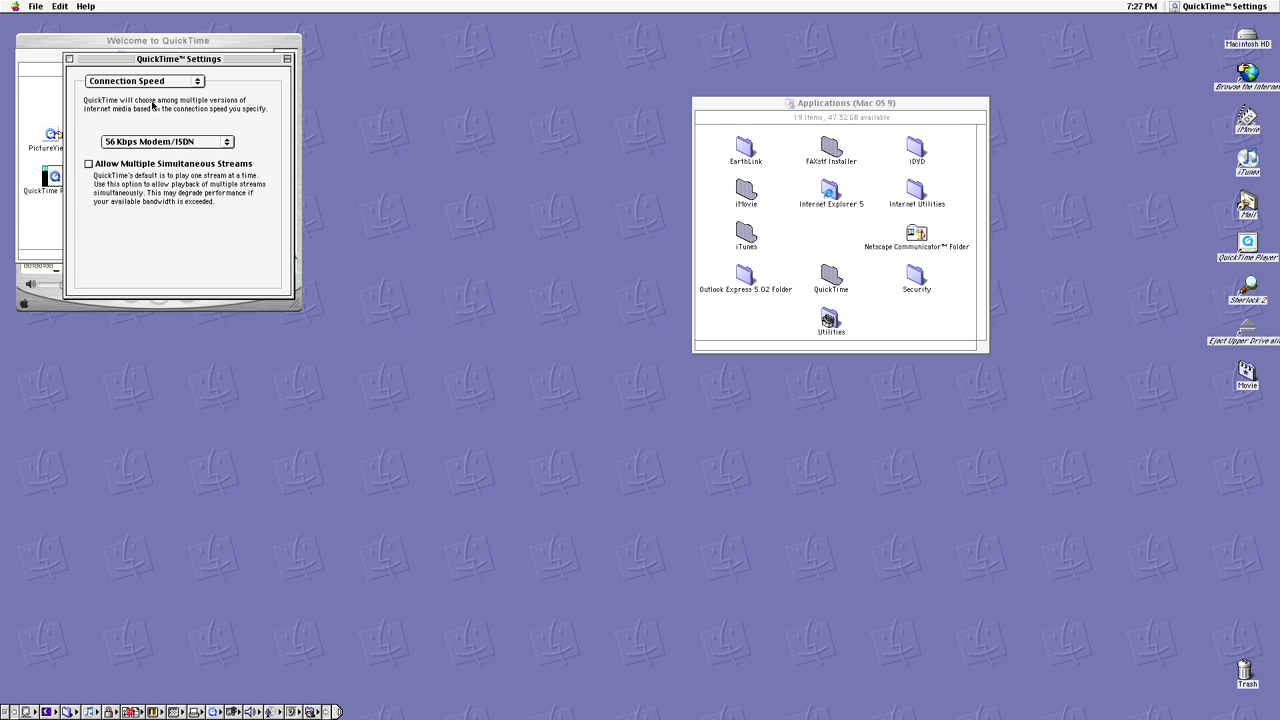 File Edit Help
7:27 PM QuickTime™ Settings
Welcome to QuickTime
QuickTime™ Settings
Connection Speed
QuickTime will choose among multiple versions of
internet media based on the connection speed you specify.
56 Kbps Modem/ISDN
Allow Multiple Simultaneous Streams
QuickTime's default is to play one stream at a time.
Use this option to allow playback of multiple streams
simultaneously. This may degrade performance if
your available bandwidth is exceeded.
Applications (Mac OS 9)
19 items, 47.32 GB available
EarthLink
FAXstf Installer
iDVD
iMovie
Internet Explorer 5
Internet Utilities
iTunes
Netscape Communicator™ Folder
Outlook Express 5.02 Folder
QuickTime
Security
Utilities
Macintosh HD
Browse the Internet
iMovie
iTunes
Mail
QuickTime Player
Sherlock 2
Eject Upper Drive
Movie
Trash